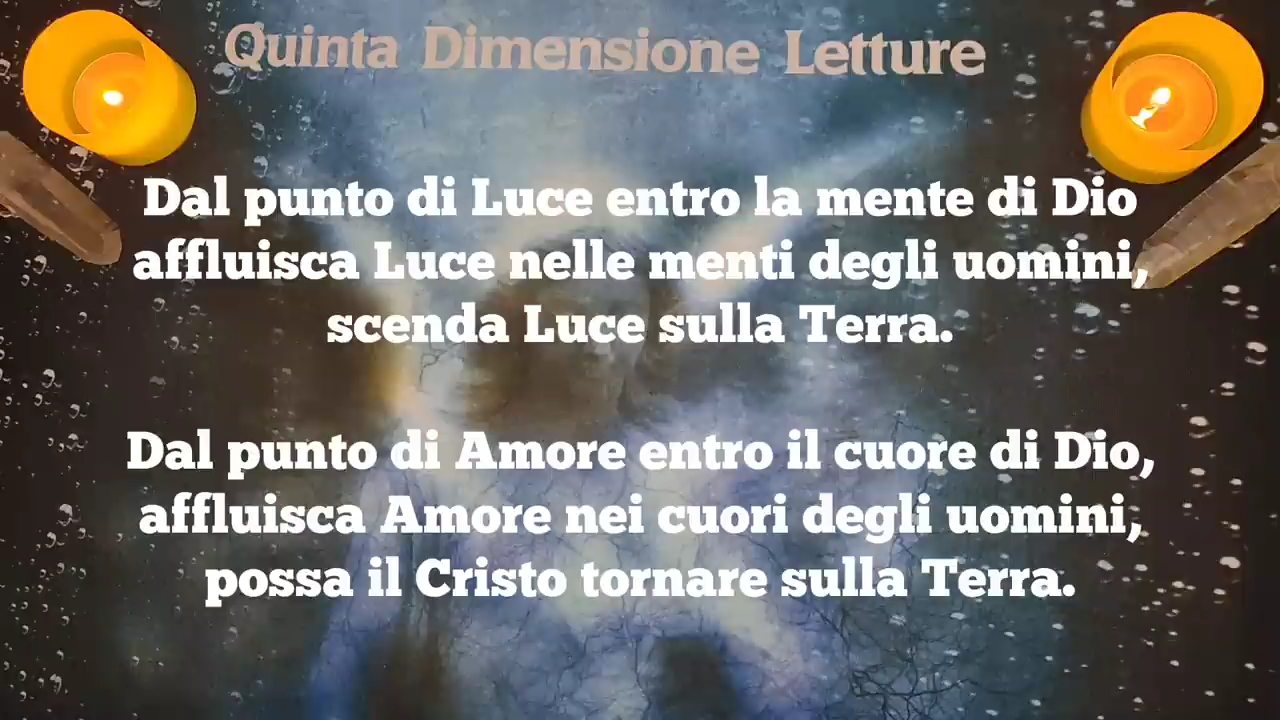 Quinta Dimensione Letture
Dal punto di Luce entro la mente di Dio
affluisca Luce nelle menti degli uomini,
scenda Luce sulla Terra.
Dal punto di Amore entro il cuore di Dio,
affluisca Amore nei cuori degli uomini,
possa il Cristo tornare sulla Terra.